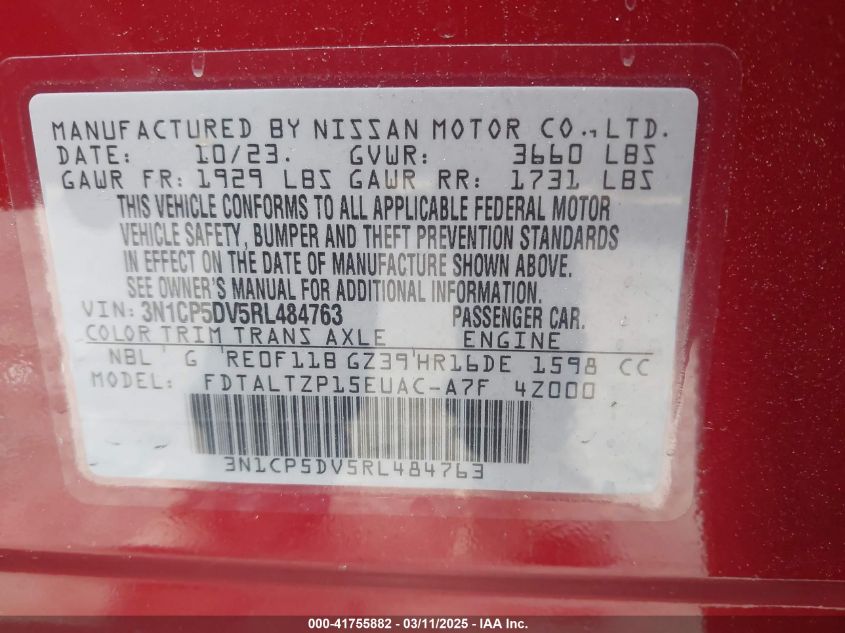 MANUFACTURED BY NISSAN MOTOR CO.,LTD.
DATE: 10/23. GVWR: 3660 LBS
GAWR FR: 1929 LBS GAWR RR: 1731 LBS
THIS VEHICLE CONFORMS TO ALL APPLICABLE FEDERAL MOTOR
VEHICLE SAFETY, BUMPER AND THEFT PREVENTION STANDARDS
IN EFFECT ON THE DATE OF MANUFACTURE SHOWN ABOVE.
SEE OWNER'S MANUAL FOR ADDITIONAL INFORMATION.
VIN: 3N1CP5DV5RL484763 PASSENGER CAR.
COLOR TRIM TRANS AXLE ENGINE
NBL G RE0F11B GZ39 HR16DE 1598 CC
MODEL: FDTALTZP15EUAC-A7F 4Z000
3N1CP5DV5RL484763
000-41755882 - 03/11/2025 - IAA Inc.